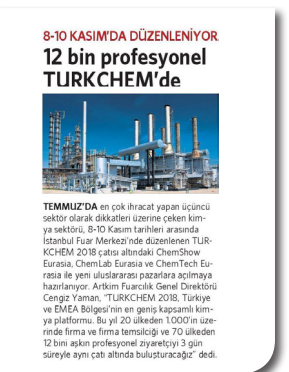 8-10 KASIM'DA DÜZENLENİYOR
12 bin profesyonel
TURKCHEM'de
TEMMUZ'DA en çok ihracat yapan üçüncü
sektör olarak dikkatleri üzerine çeken kim-
ya sektörü, 8-10 Kasım tarihleri arasında
İstanbul Fuar Merkezi'nde düzenlenen TUR-
KCHEM 2018 çatısı altındaki ChemShow
Eurasia, ChemLab Eurasia ve ChemTech Eu-
rasia ile yeni uluslararası pazarlara açılmaya
hazırlanıyor. Artkim Fuarcılık Genel Direktörü
Cengiz Yaman, "TURKCHEM 2018, Türkiye
ve EMEA Bölgesi'nin en geniş kapsamlı kim-
ya platformu. Bu yıl 20 ülkeden 1.000'in üze-
rinde firma ve firma temsilciği ve 70 ülkeden
12 bini aşkın profesyonel ziyaretçiyi 3 gün
süreyle aynı çatı altında buluşturacağız" dedi.